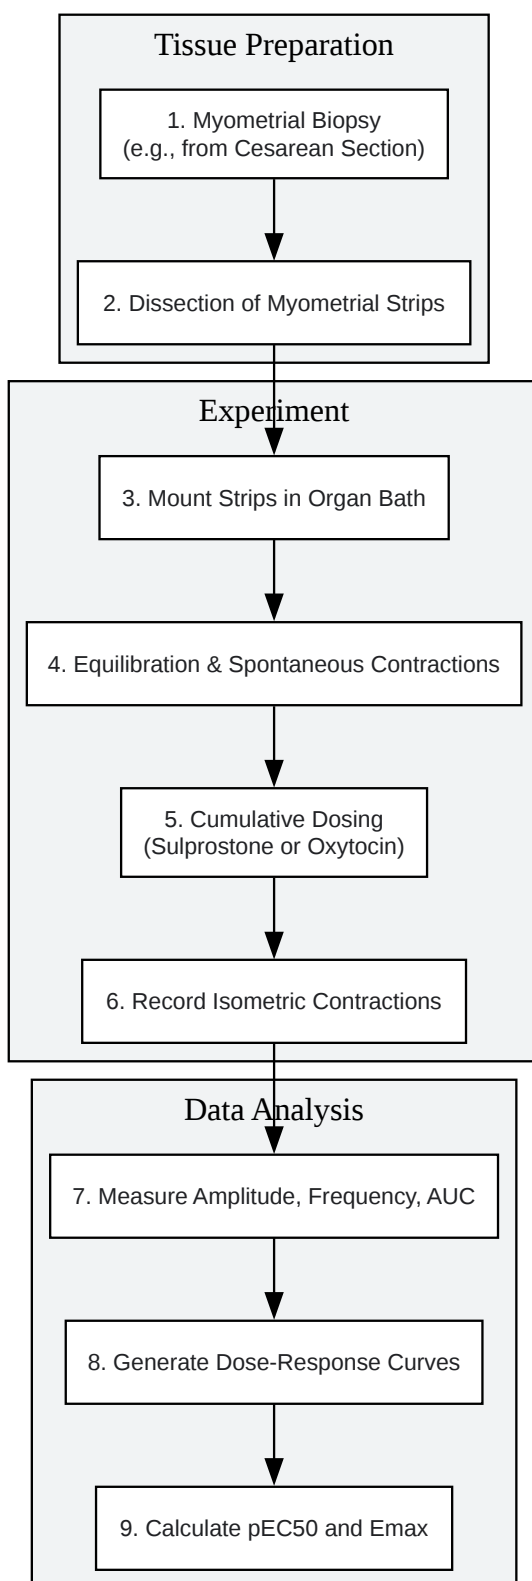 Tissue Preparation
1. Myometrial Biopsy
(e.g., from Cesarean Section)
2. Dissection of Myometrial Strips
Experiment
3. Mount Strips in Organ Bath
4. Equilibration & Spontaneous Contractions
5. Cumulative Dosing
(Sulprostone or Oxytocin)
6. Record Isometric Contractions
Data Analysis
7. Measure Amplitude, Frequency, AUC
8. Generate Dose-Response Curves
9. Calculate pEC50 and Emax